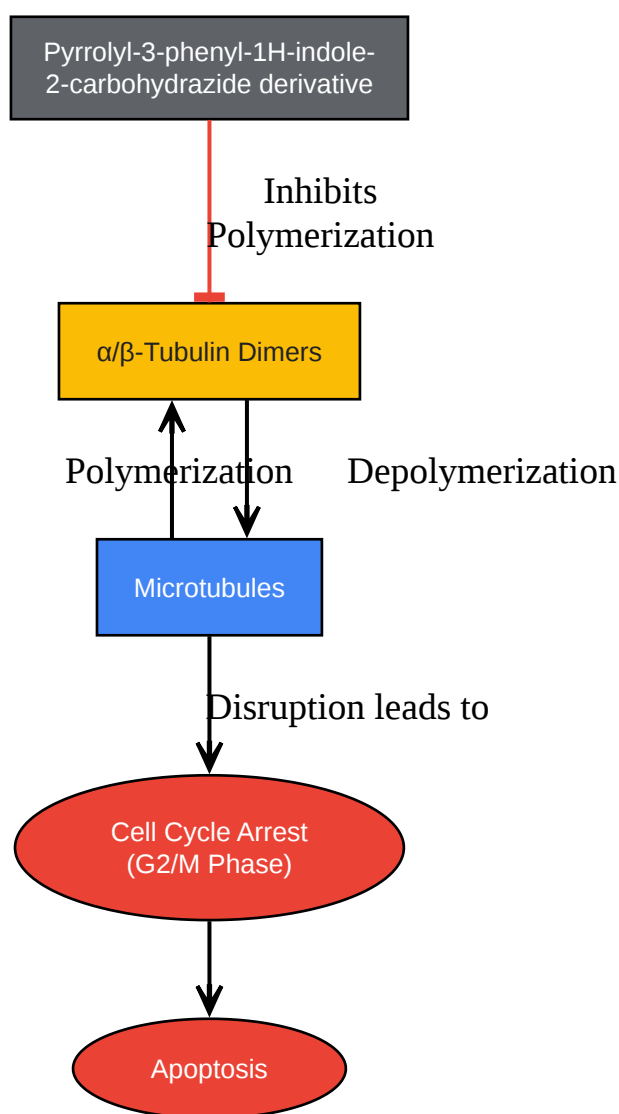 Pyrrolyl-3-phenyl-1H-indole-
2-carbohydrazide derivative
Inhibits
Polymerization
α/β-Tubulin Dimers
Polymerization
Depolymerization
Microtubules
Disruption leads to
Cell Cycle Arrest
(G2/M Phase)
Apoptosis